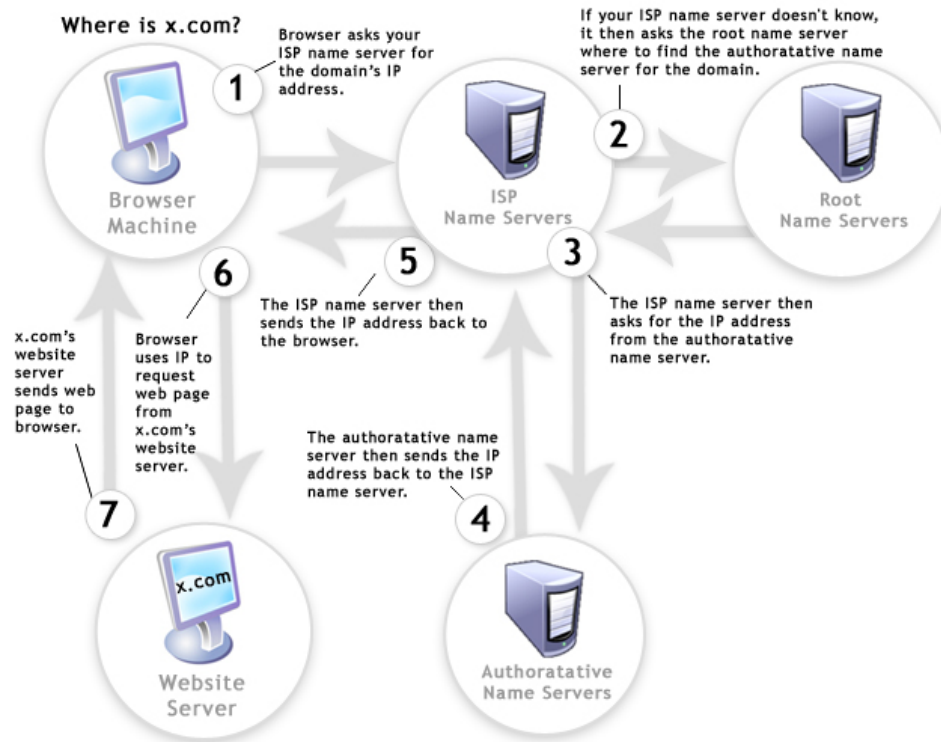 Where is x.com?
1
Browser asks your
ISP name server for
the domain's IP
address.
If your ISP name server doesn't know,
it then asks the root name server
where to find the authoratative name
server for the domain.
2
Browser
Machine
ISP
Name Servers
Root
Name Servers
3
The ISP name server then
asks for the IP address
from the authoratative
name server.
4
The authoratative name
server then sends the IP
address back to the ISP
name server.
5
The ISP name server then
sends the IP address back to
the browser.
6
Browser
uses IP to
request
web page
from
x.com's
website
server.
7
x.com's
website
server
sends web
page to
browser.
x.com
Website
Server
Authoratative
Name Servers